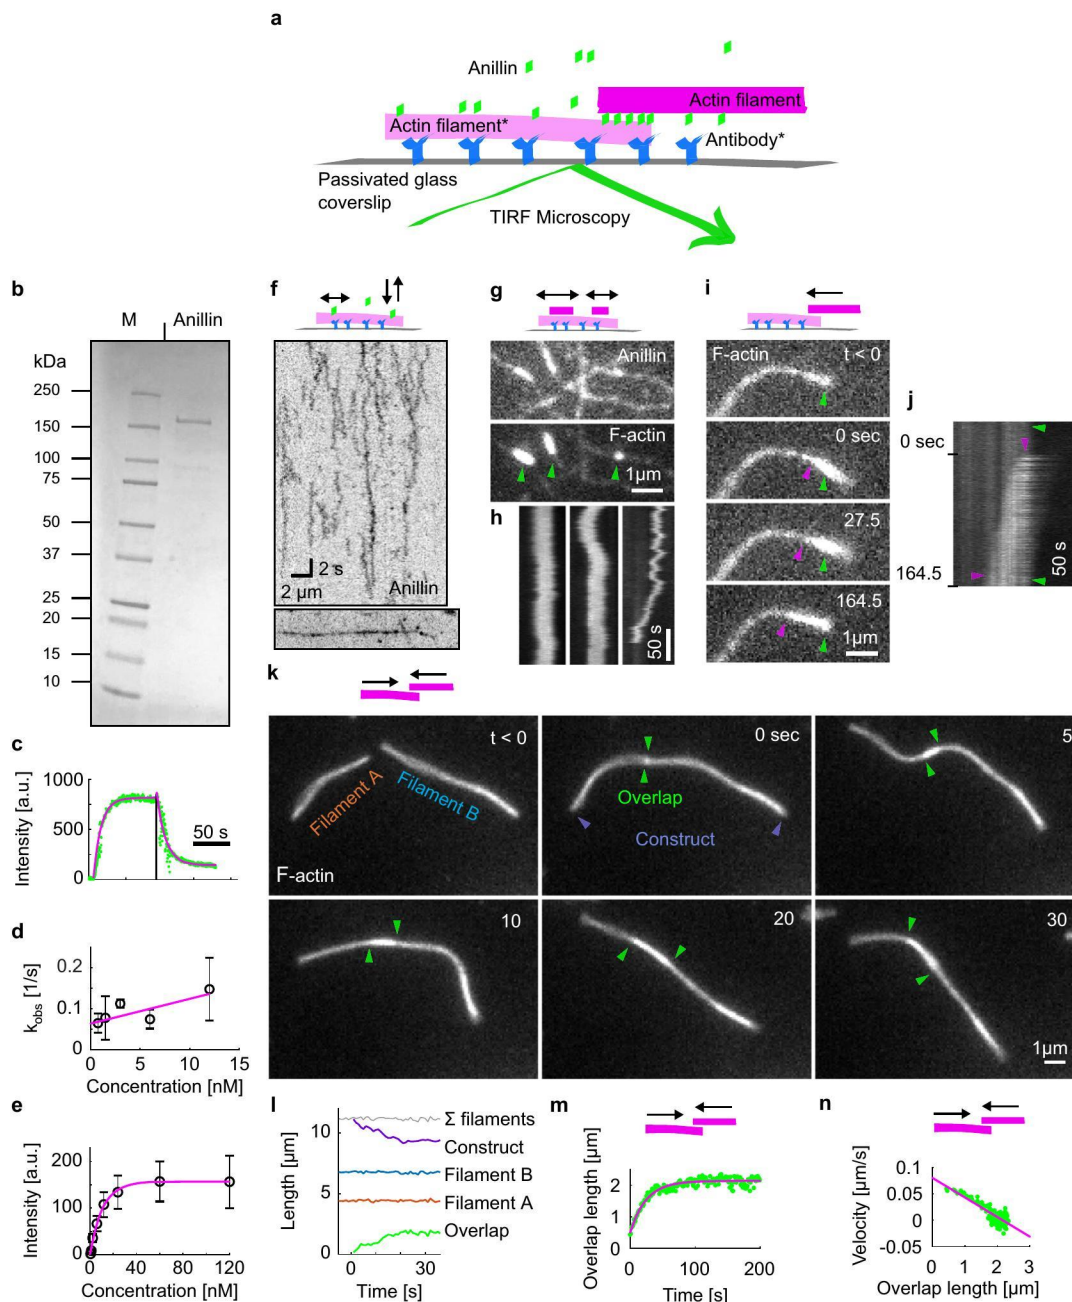 a
Anillin
Actin filament
Actin filament*
Antibody*
Passivated glass
coverslip
TIRF Microscopy
b
M
Anillin
kDa
250
150
100
75
50
37
25
20
15
10
f
2 s
2 µm
Anillin
g
Anillin
F-actin
1µm
h
50 s
i
F-actin
t < 0
0 sec
27.5
164.5
1µm
j
0 sec
164.5
50 s
k
t < 0
Filament A
Filament B
F-actin
0 sec
Overlap
Construct
5
10
20
30
1µm
c
1000
750
500
250
0
Intensity [a.u.]
50 s
d
0.2
0.1
0
kobs [1/s]
0
5
10
15
Concentration [nM]
e
200
100
0
Intensity [a.u.]
0
60
120
Concentration [nM]
l
10
5
0
Length [µm]
Σ filaments
Construct
Filament B
Filament A
Overlap
0
30
Time [s]
m
2
1
0
Overlap length [µm]
0
100
200
Time [s]
n
0.1
0.05
0
-0.05
Velocity [µm/s]
0
1
2
3
Overlap length [µm]